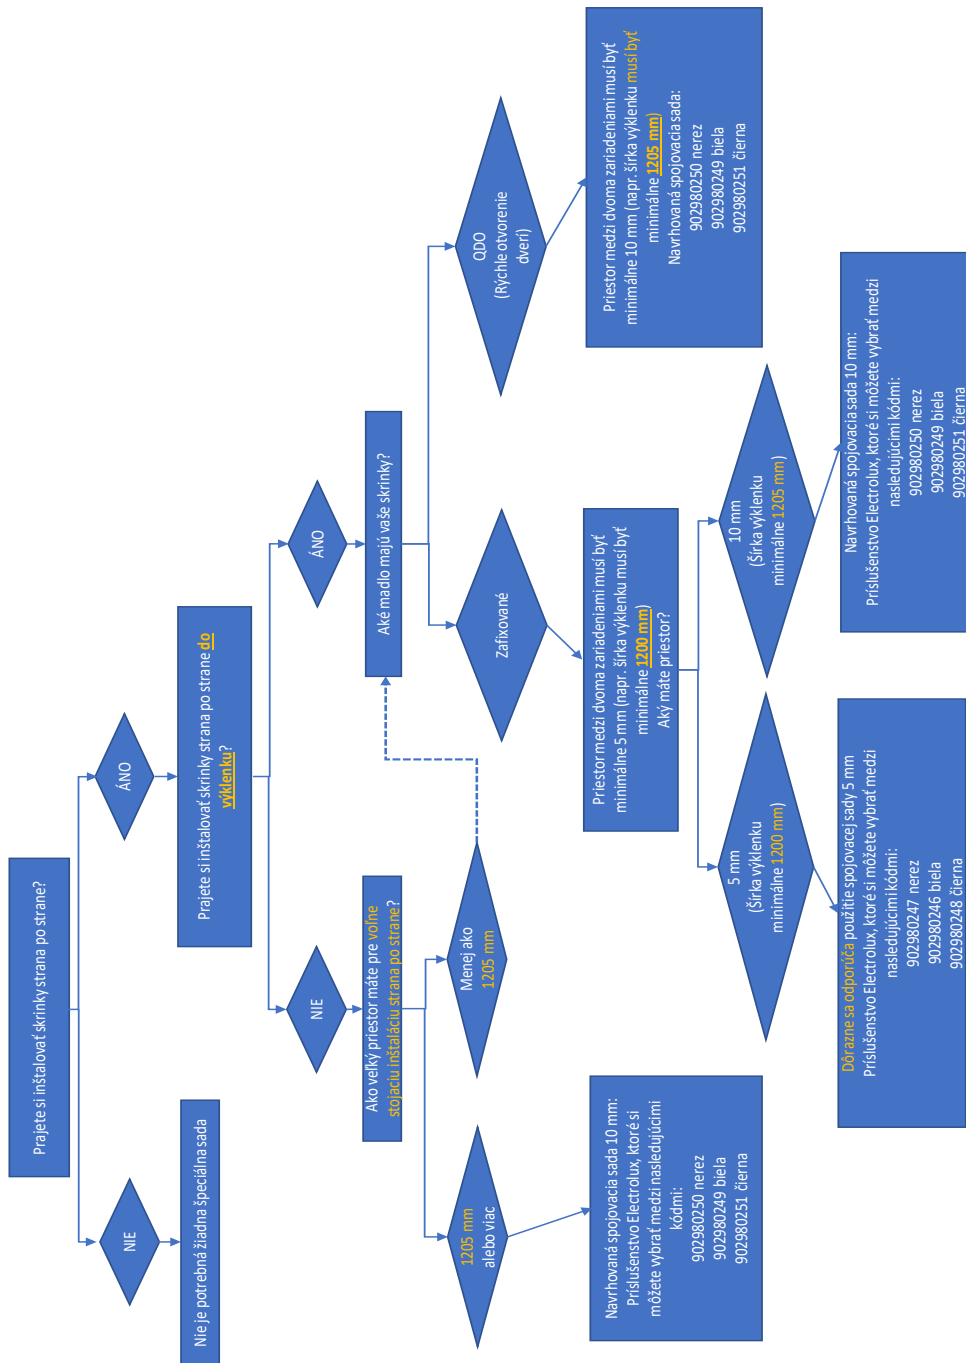 Prajete si inštalovať skrinky strana po strane?
NIE
ÁNO
Nie je potrebná žiadna špeciálna sada
Prajete si inštalovať skrinky strana po strane do
výklenku?
NIE
ÁNO
Ako veľký priestor máte pre voľne
stojaciu inštaláciu strana po strane?
Aké madlo majú vaše skrinky?
1205 mm
alebo viac
Menej ako
1205 mm
Zafixované
QDO
(Rýchle otvorenie
dverí)
Navrhovaná spojovacia sada 10 mm:
Príslušenstvo Electrolux, ktoré si
môžete vybrať medzi nasledujúcimi
kódmi:
902980250 nerez
902980249 biela
902980251 čierna
Priestor medzi dvoma zariadeniami musí byť
minimálne 5 mm (napr. šírka výklenku musí byť
minimálne 1200 mm)
Aký máte priestor?
Priestor medzi dvoma zariadeniami musí byť
minimálne 10 mm (napr. šírka výklenku musí byť
minimálne 1205 mm)
Navrhovaná spojovacia sada:
902980250 nerez
902980249 biela
902980251 čierna
5 mm
(Šírka výklenku
minimálne 1200 mm)
10 mm
(Šírka výklenku
minimálne 1205 mm)
Dôrazne sa odporúča použitie spojovacej sady 5 mm
Príslušenstvo Electrolux, ktoré si môžete vybrať medzi
nasledujúcimi kódmi:
902980247 nerez
902980246 biela
902980248 čierna
Navrhovaná spojovacia sada 10 mm:
Príslušenstvo Electrolux, ktoré si môžete vybrať medzi
nasledujúcimi kódmi:
902980250 nerez
902980249 biela
902980251 čierna